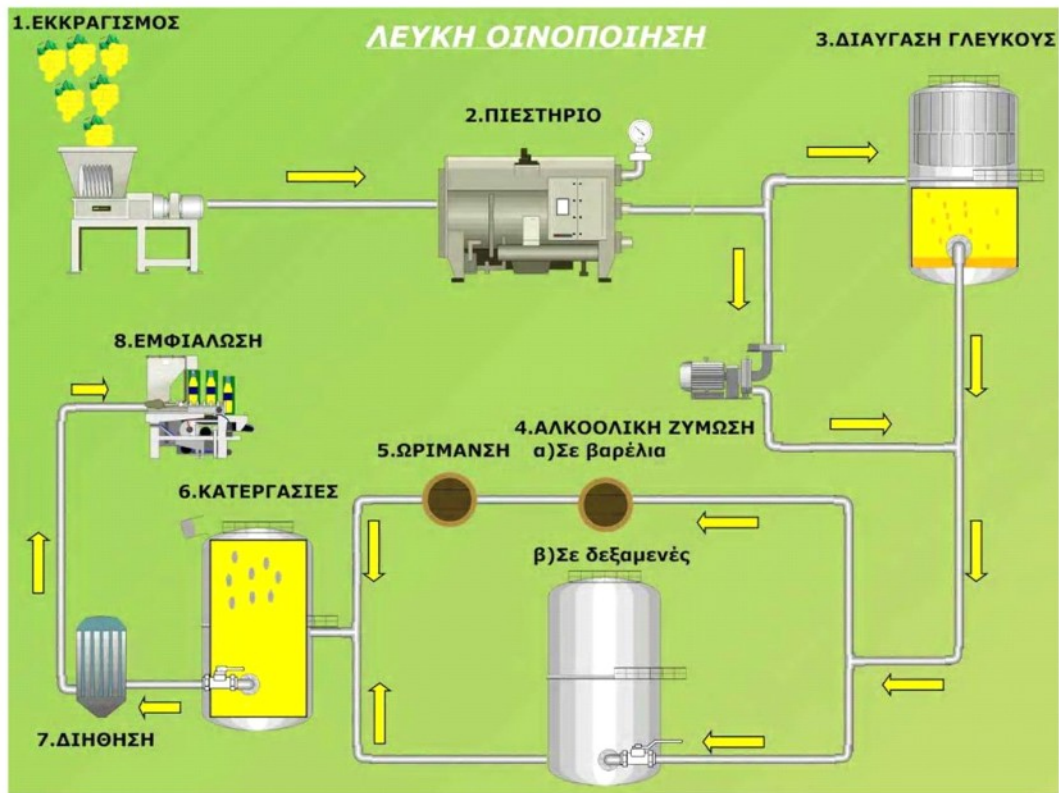 ΛΕΥΚΗ ΟΙΝΟΠΟΙΗΣΗ
1.ΕΚΚΡΑΓΙΣΜΟΣ
2.ΠΙΕΣΤΗΡΙΟ
3.ΔΙΑΥΓΑΣΗ ΓΛΕΥΚΟΥΣ
4.ΑΛΚΟΟΛΙΚΗ ΖΥΜΩΣΗ
α)Σε βαρέλια
β)Σε δεξαμενές
5.ΩΡΙΜΑΝΣΗ
6.ΚΑΤΕΡΓΑΣΙΕΣ
7.ΔΙΗΘΗΣΗ
8.ΕΜΦΙΑΛΩΣΗ